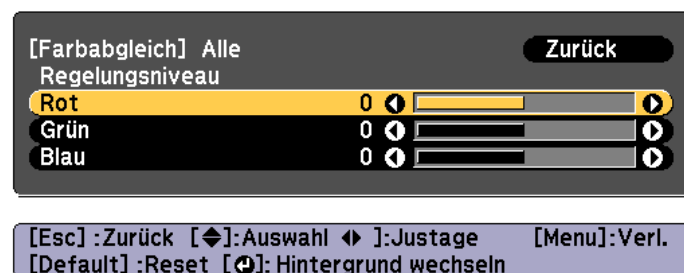 [Farbabgleich] Alle Zurück
Regelungsniveau
Rot 0
Grün 0
Blau 0
[Esc] :Zurück [◆]:Auswahl ◀▶ ]:Justage [Menu]:Verl.
[Default] :Reset [⏎]: Hintergrund wechseln